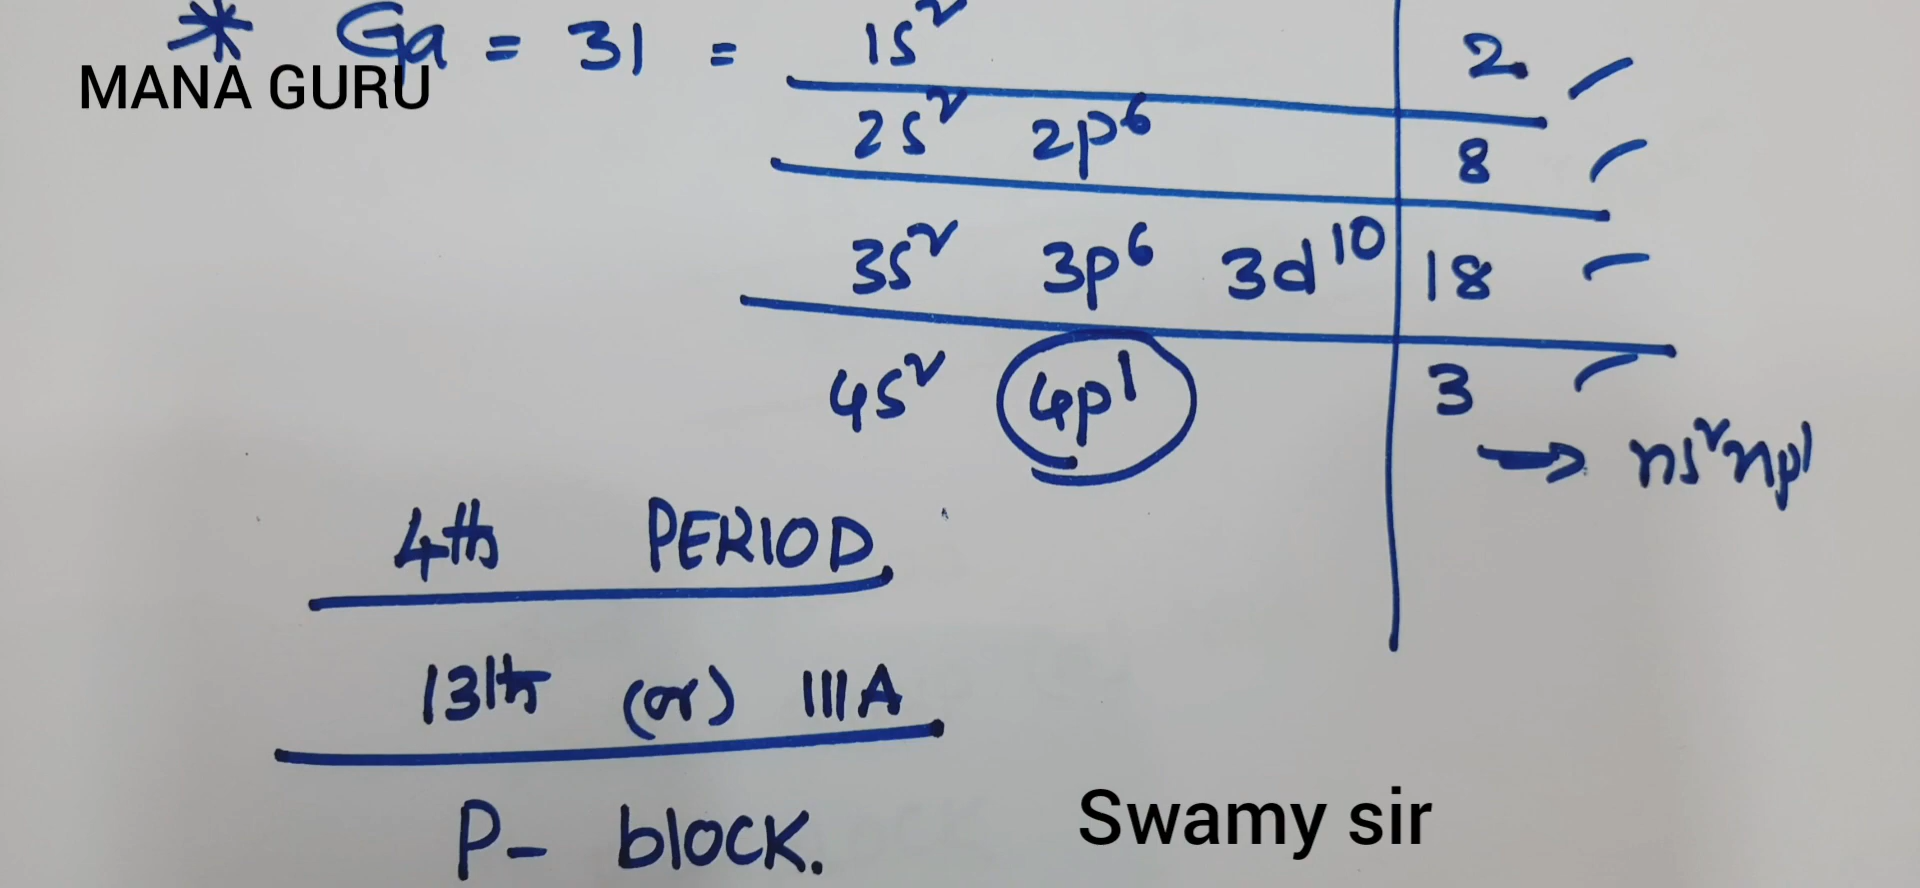 * Ga = 31 = 1s² 2
MANA GURU
2s² 2p⁶ 8
3s² 3p⁶ 3d¹⁰ 18
4s² 4p¹ 3
→ ns²np¹
4th PERIOD
13th (or) IIIA
P- block.
Swamy sir